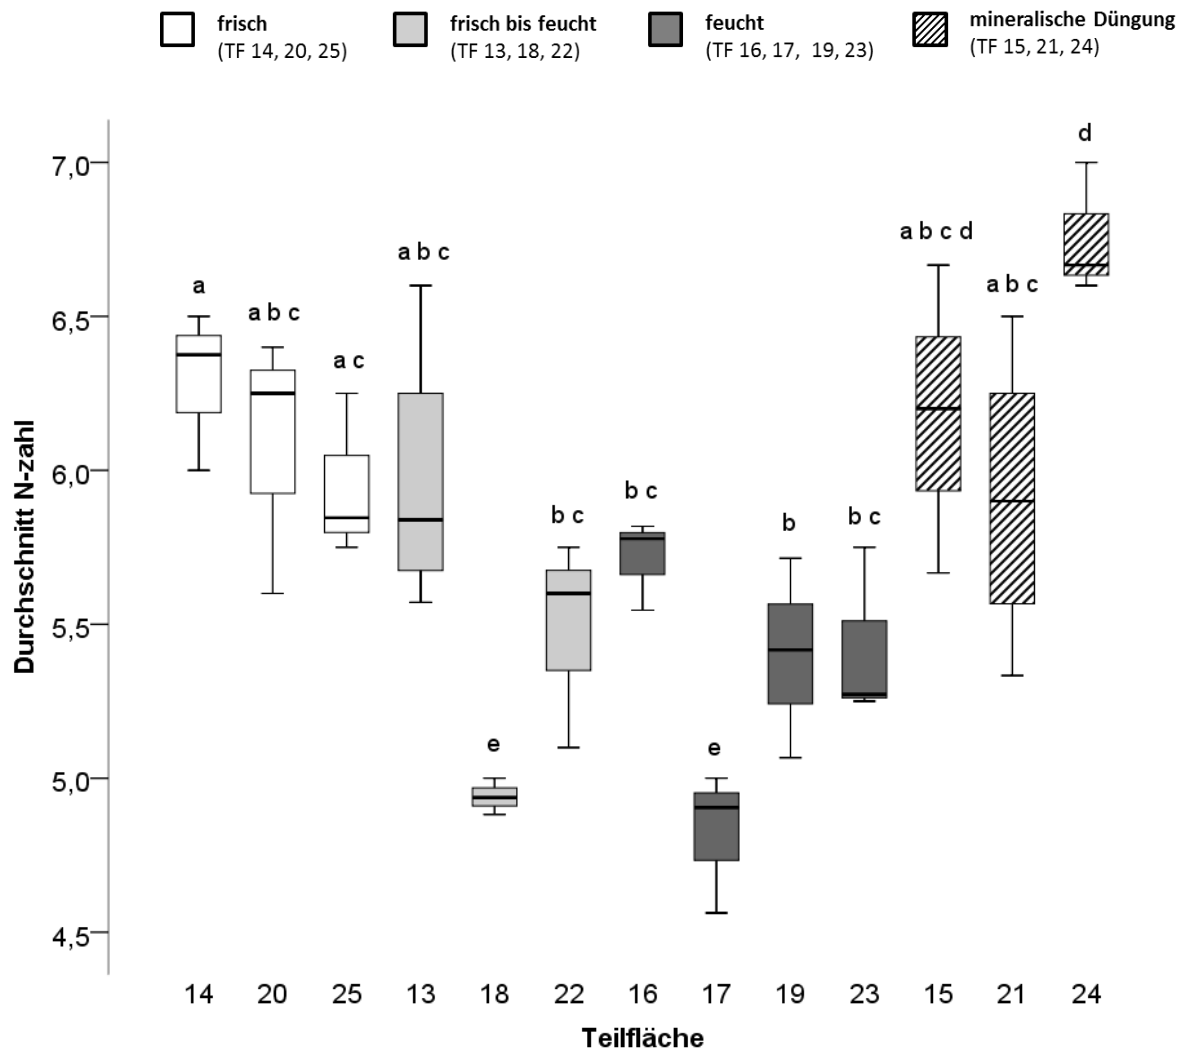 frisch
(TF 14, 20, 25)
frisch bis feucht
(TF 13, 18, 22)
feucht
(TF 16, 17,  19, 23)
mineralische Düngung
(TF 15, 21, 24)
Durchschnitt N-zahl
7,0
6,5
6,0
5,5
5,0
4,5
a
a b c
a c
a b c
e
b c
b c
e
b
b c
a b c d
a b c
d
14 20 25 13 18 22 16 17 19 23 15 21 24
Teilfläche